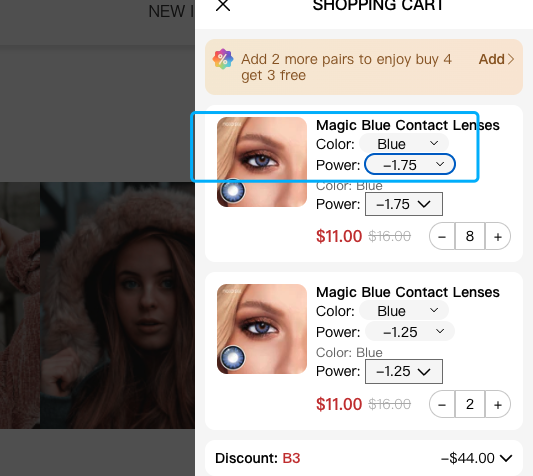 NEW I
SHOPPING CART
Add 2 more pairs to enjoy buy 4
get 3 free
Add
Magic Blue Contact Lenses
Color: Blue
Power: −1.75
Color: Blue
Power: −1.75
$11.00 $16.00 − 8 +
Magic Blue Contact Lenses
Color: Blue
Power: −1.25
Color: Blue
Power: −1.25
$11.00 $16.00 − 2 +
Discount: B3 −$44.00